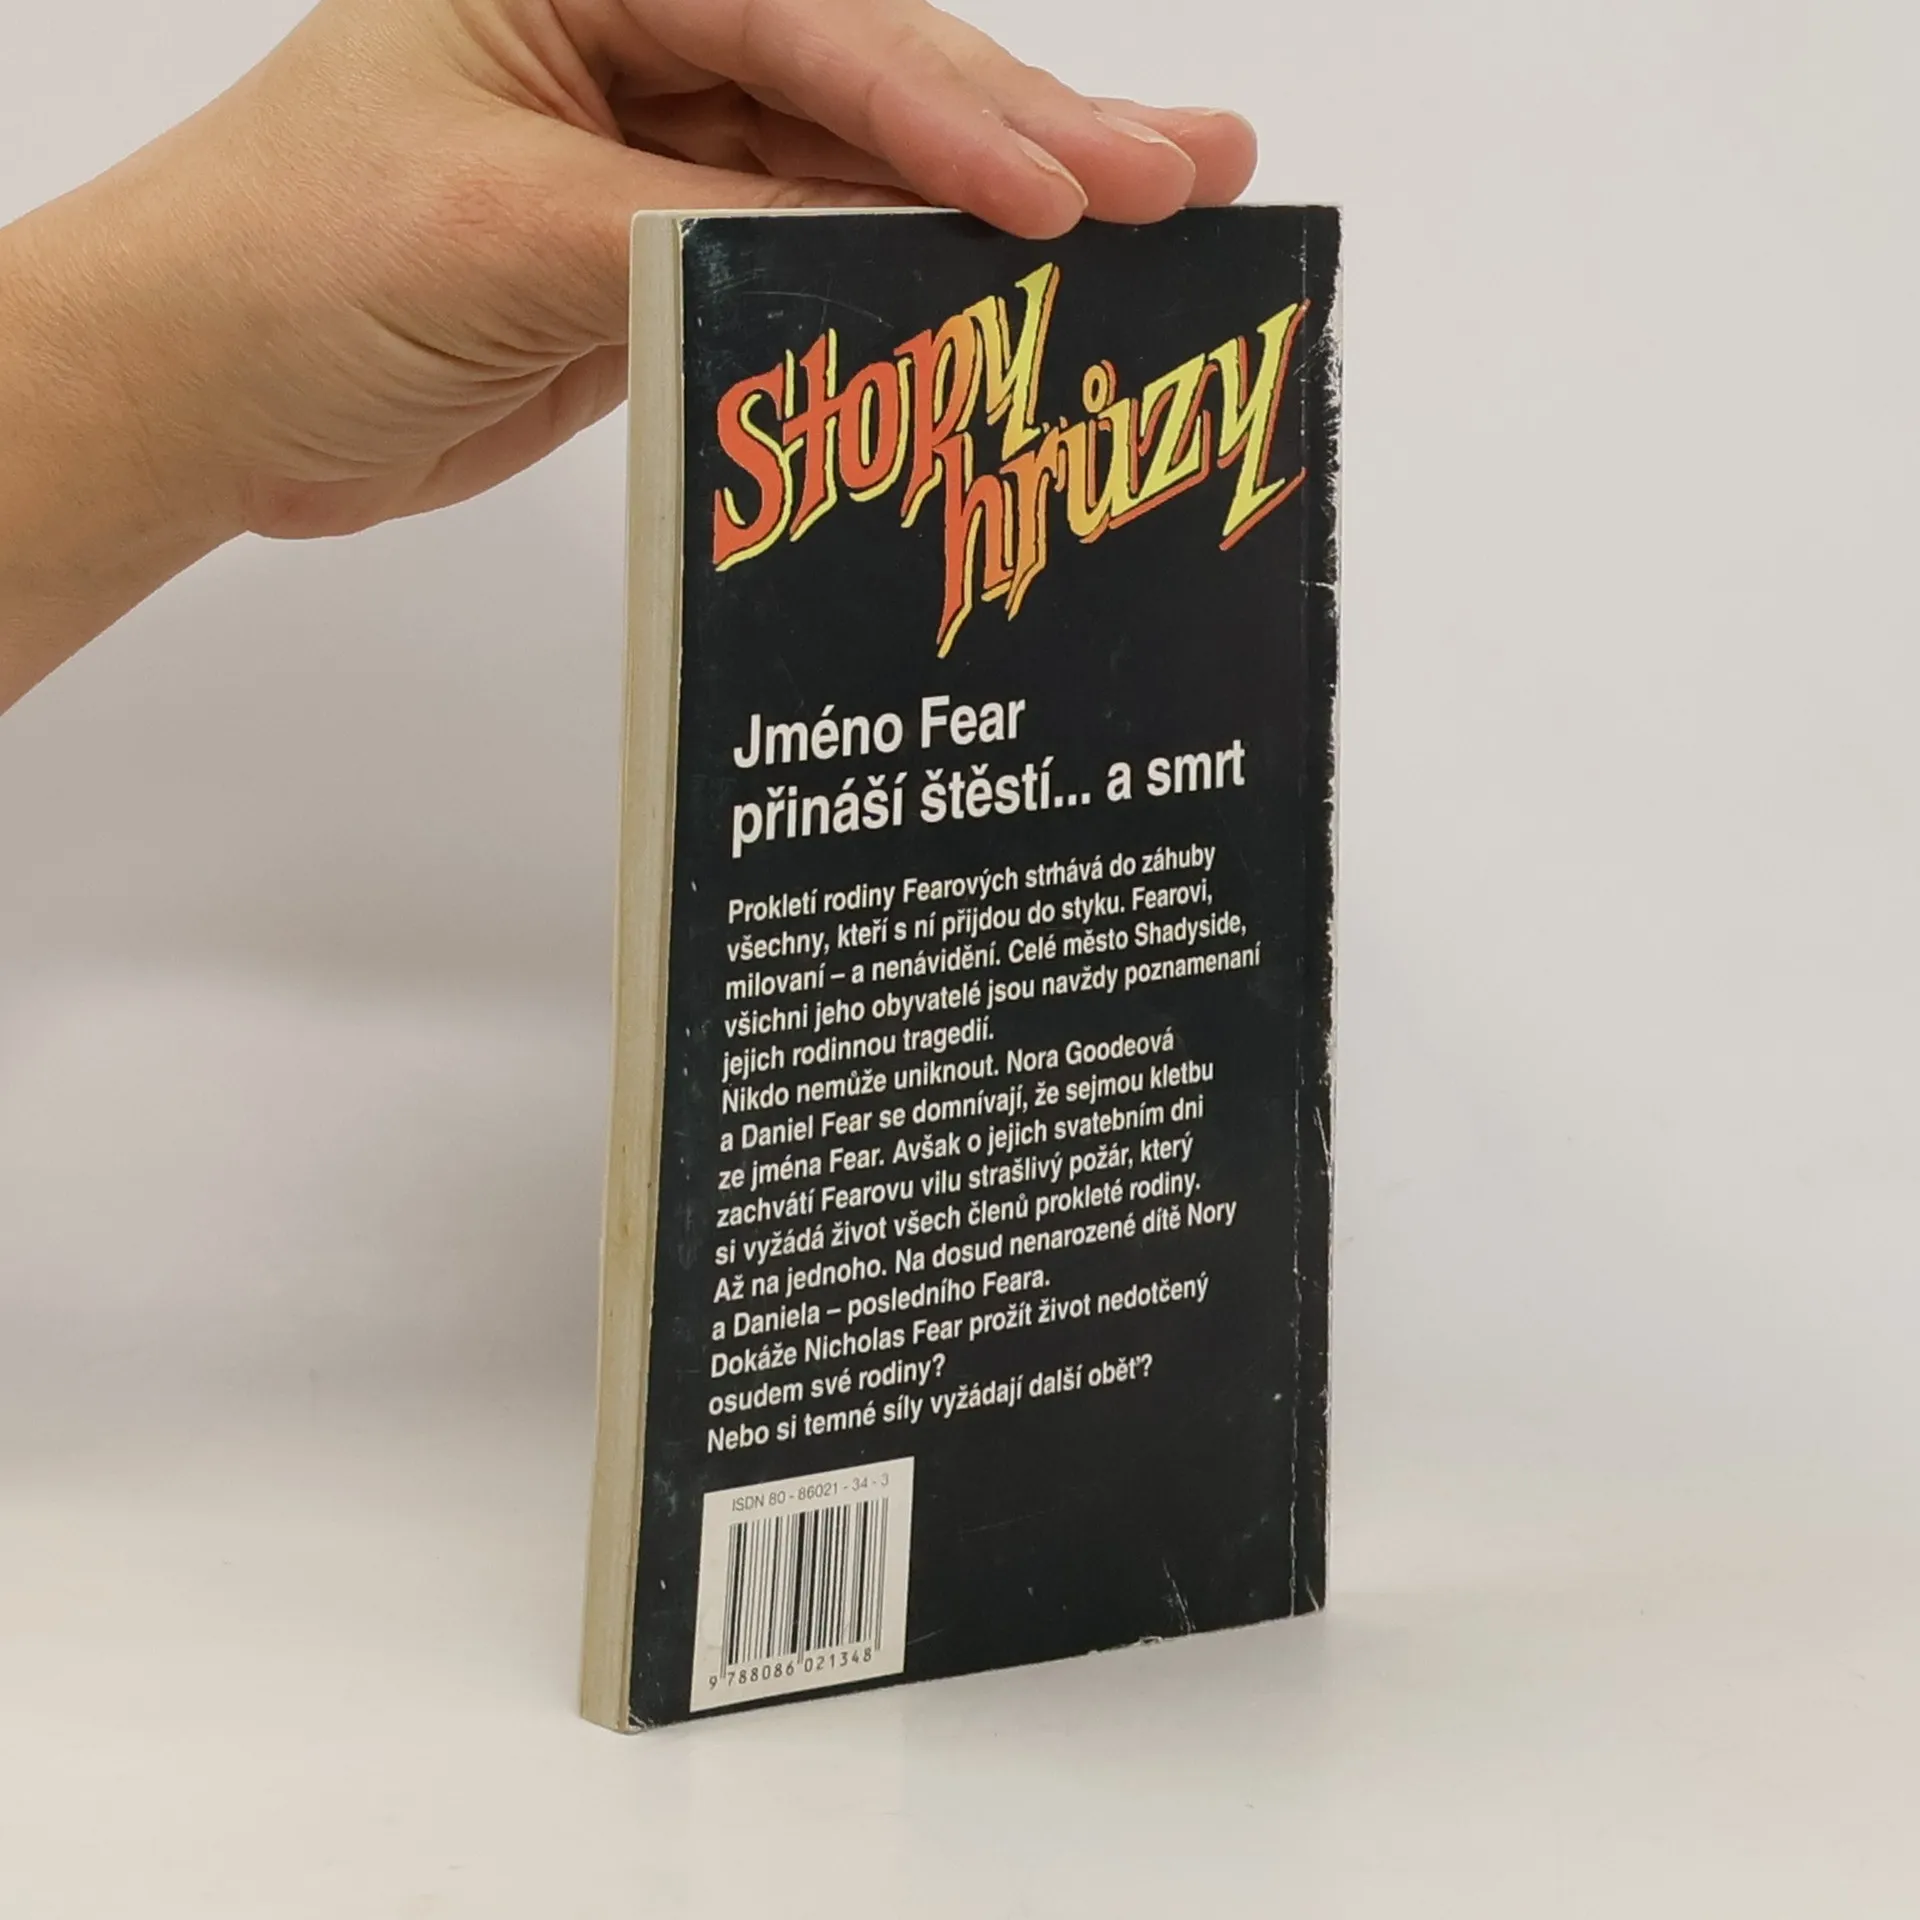 Stopy
hrůzy
Jméno Fear
přináší štěstí... a smrt
Prokletí rodiny Fearových strhává do záhuby
všechny, kteří s ní přijdou do styku. Fearovi,
milovaní – a nenávidění. Celé město Shadyside,
všichni jeho obyvatelé jsou navždy poznamenaní
jejich rodinnou tragedií.
Nikdo nemůže uniknout. Nora Goodeová
a Daniel Fear se domnívají, že sejmou kletbu
ze jména Fear. Avšak o jejich svatebním dni
zachvátí Fearovu vilu strašlivý požár, který
si vyžádá život všech členů prokleté rodiny.
Až na jednoho. Na dosud nenarozené dítě Nory
a Daniela – posledního Feara.
Dokáže Nicholas Fear prožít život nedotčený
osudem své rodiny?
Nebo si temné síly vyžádají další oběť?
ISDN 80 - 86021 - 34 - 3
9 788086 021348